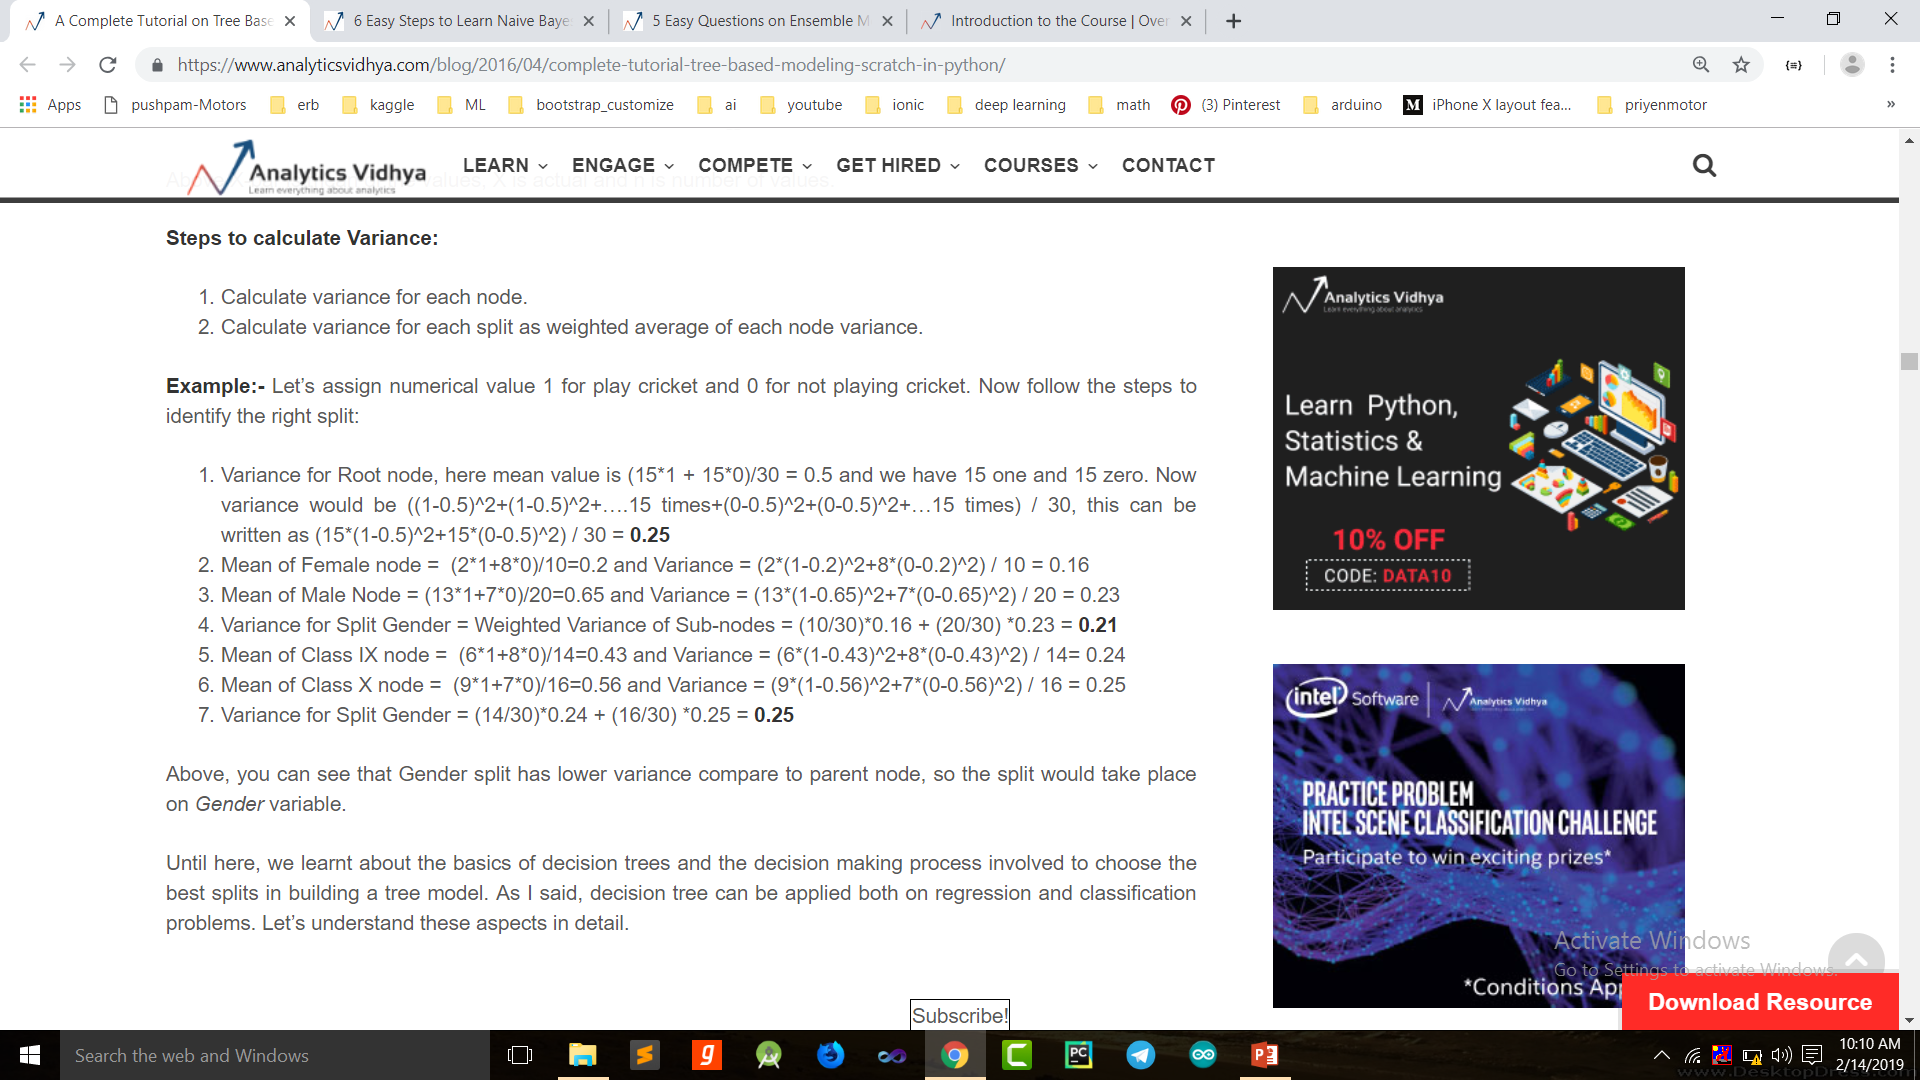 A Complete Tutorial on Tree Base
6 Easy Steps to Learn Naive Baye
5 Easy Questions on Ensemble M
Introduction to the Course | Over
https://www.analyticsvidhya.com/blog/2016/04/complete-tutorial-tree-based-modeling-scratch-in-python/
Apps pushpam-Motors erb kaggle ML bootstrap_customize ai youtube ionic deep learning math (3) Pinterest arduino M iPhone X layout fea... priyenmotor »
Analytics Vidhya
Learn everything about analytics
LEARN ENGAGE COMPETE GET HIRED COURSES CONTACT
values, X is actual and n is number of values.
Steps to calculate Variance:
1. Calculate variance for each node.
2. Calculate variance for each split as weighted average of each node variance.
Example:- Let’s assign numerical value 1 for play cricket and 0 for not playing cricket. Now follow the steps to
identify the right split:
1. Variance for Root node, here mean value is (15*1 + 15*0)/30 = 0.5 and we have 15 one and 15 zero. Now
variance would be ((1-0.5)^2+(1-0.5)^2+….15 times+(0-0.5)^2+(0-0.5)^2+…15 times) / 30, this can be
written as (15*(1-0.5)^2+15*(0-0.5)^2) / 30 = 0.25
2. Mean of Female node = (2*1+8*0)/10=0.2 and Variance = (2*(1-0.2)^2+8*(0-0.2)^2) / 10 = 0.16
3. Mean of Male Node = (13*1+7*0)/20=0.65 and Variance = (13*(1-0.65)^2+7*(0-0.65)^2) / 20 = 0.23
4. Variance for Split Gender = Weighted Variance of Sub-nodes = (10/30)*0.16 + (20/30) *0.23 = 0.21
5. Mean of Class IX node = (6*1+8*0)/14=0.43 and Variance = (6*(1-0.43)^2+8*(0-0.43)^2) / 14= 0.24
6. Mean of Class X node = (9*1+7*0)/16=0.56 and Variance = (9*(1-0.56)^2+7*(0-0.56)^2) / 16 = 0.25
7. Variance for Split Gender = (14/30)*0.24 + (16/30) *0.25 = 0.25
Above, you can see that Gender split has lower variance compare to parent node, so the split would take place
on Gender variable.
Until here, we learnt about the basics of decision trees and the decision making process involved to choose the
best splits in building a tree model. As I said, decision tree can be applied both on regression and classification
problems. Let’s understand these aspects in detail.
Subscribe!
Analytics Vidhya
Learn everything about analytics
Learn Python,
Statistics &
Machine Learning
10% OFF
CODE: DATA10
intel Software Analytics Vidhya
PRACTICE PROBLEM
INTEL SCENE CLASSIFICATION CHALLENGE
Participate to win exciting prizes*
*Conditions App
Activate Windows
Go to Settings to activate Windows.
Download Resource
Search the web and Windows
10:10 AM
2/14/2019